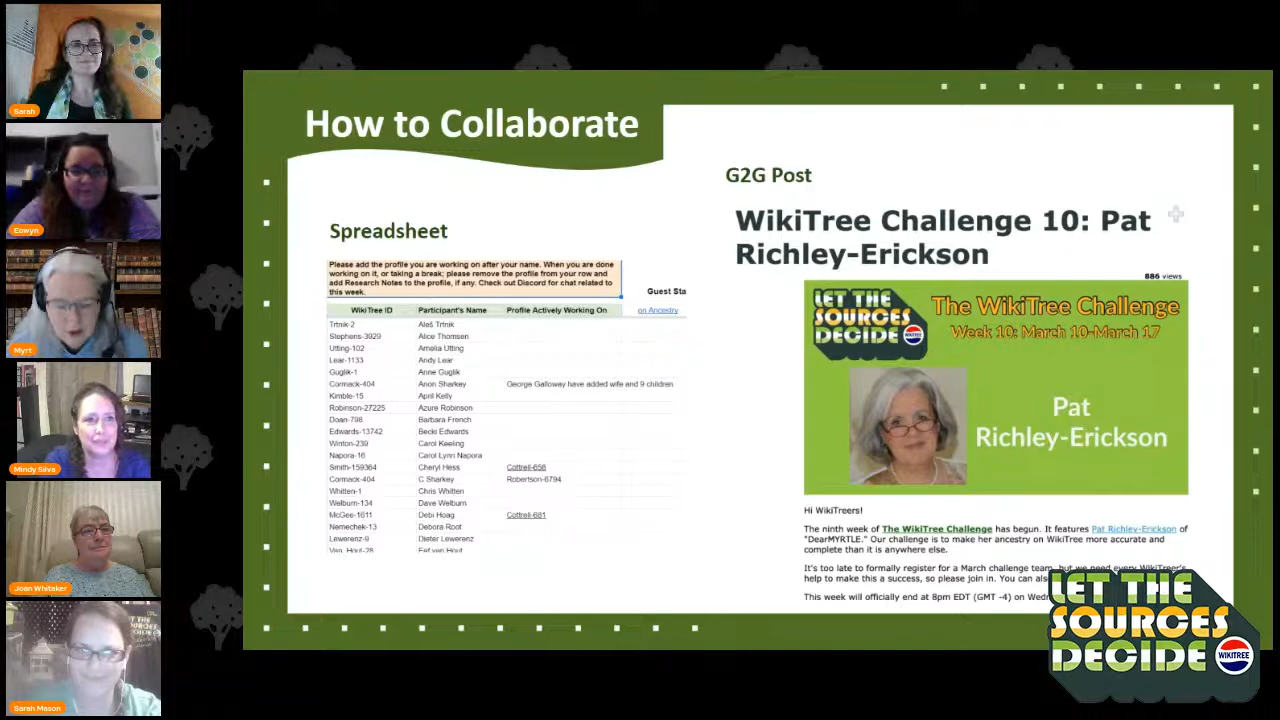 Sarah
Eowyn
Myrt
Mindy Silva
Joan Whitaker
Sarah Mason
How to Collaborate
Spreadsheet
Please add the profile you are working on after your name. When you are done
working on it, or taking a break; please remove the profile from your row and
add Research Notes to the profile, if any. Check out Discord for chat related to
this week.
Guest Sta
WikiTree ID Participant's Name Profile Actively Working On on Ancestry
Trtnik-2 Aleš Trtnik
Stephens-3929 Alice Thomsen
Utting-102 Amelia Utting
Lear-1133 Andy Lear
Guglik-1 Anne Guglik
Cormack-404 Anon Sharkey George Galloway have added wife and 9 children
Kimble-15 April Kelly
Robinson-27225 Azure Robinson
Doan-798 Barbara French
Edwards-13742 Becki Edwards
Winton-239 Carol Keeling
Napora-16 Carol Lynn Napora
Smith-159364 Cheryl Hess Cottrell-656
Cormack-404 C Sharkey Robertson-6794
Whitten-1 Chris Whitten
Welburn-134 Dave Welburn
McGee-1611 Debi Hoag Cottrell-681
Nemechek-13 Debora Root
Lewerenz-9 Dieter Lewerenz
Van_Hout-28 Eef van Hout
G2G Post
WikiTree Challenge 10: Pat
Richley-Erickson
886 views
LET THE
SOURCES
DECIDE
The WikiTree Challenge
Week 10: March 10-March 17
Pat
Richley-Erickson
Hi WikiTreers!
The ninth week of The WikiTree Challenge has begun. It features Pat Richley-Erickson of
"DearMYRTLE." Our challenge is to make her ancestry on WikiTree more accurate and
complete than it is anywhere else.
It's too late to formally register for a March challenge team, but we need every WikiTreer's
help to make this a success, so please join in. You can
This week will officially end at 8pm EDT (GMT -4) on
LET THE
SOURCES
DECIDE
WIKITREE